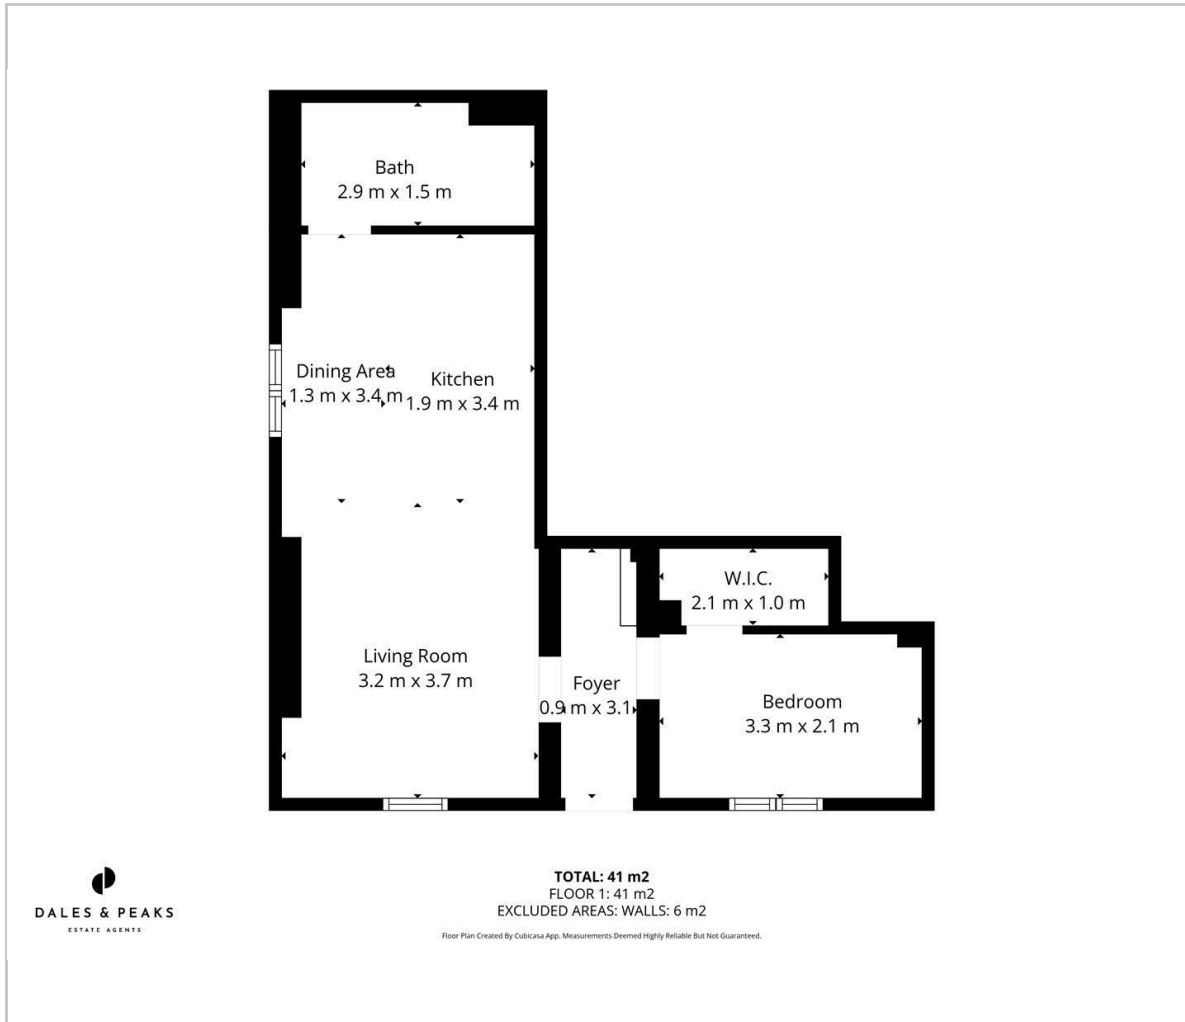 Bath
2.9 m x 1.5 m
Dining Area
1.3 m x 3.4 m
Kitchen
1.9 m x 3.4 m
W.I.C.
2.1 m x 1.0 m
Living Room
3.2 m x 3.7 m
Foyer
0.9 m x 3.1
Bedroom
3.3 m x 2.1 m
TOTAL: 41 m2
FLOOR 1: 41 m2
EXCLUDED AREAS: WALLS: 6 m2
Floor Plan Created By Cubicasa App. Measurements Deemed Highly Reliable But Not Guaranteed.
DALES & PEAKS
ESTATE AGENTS